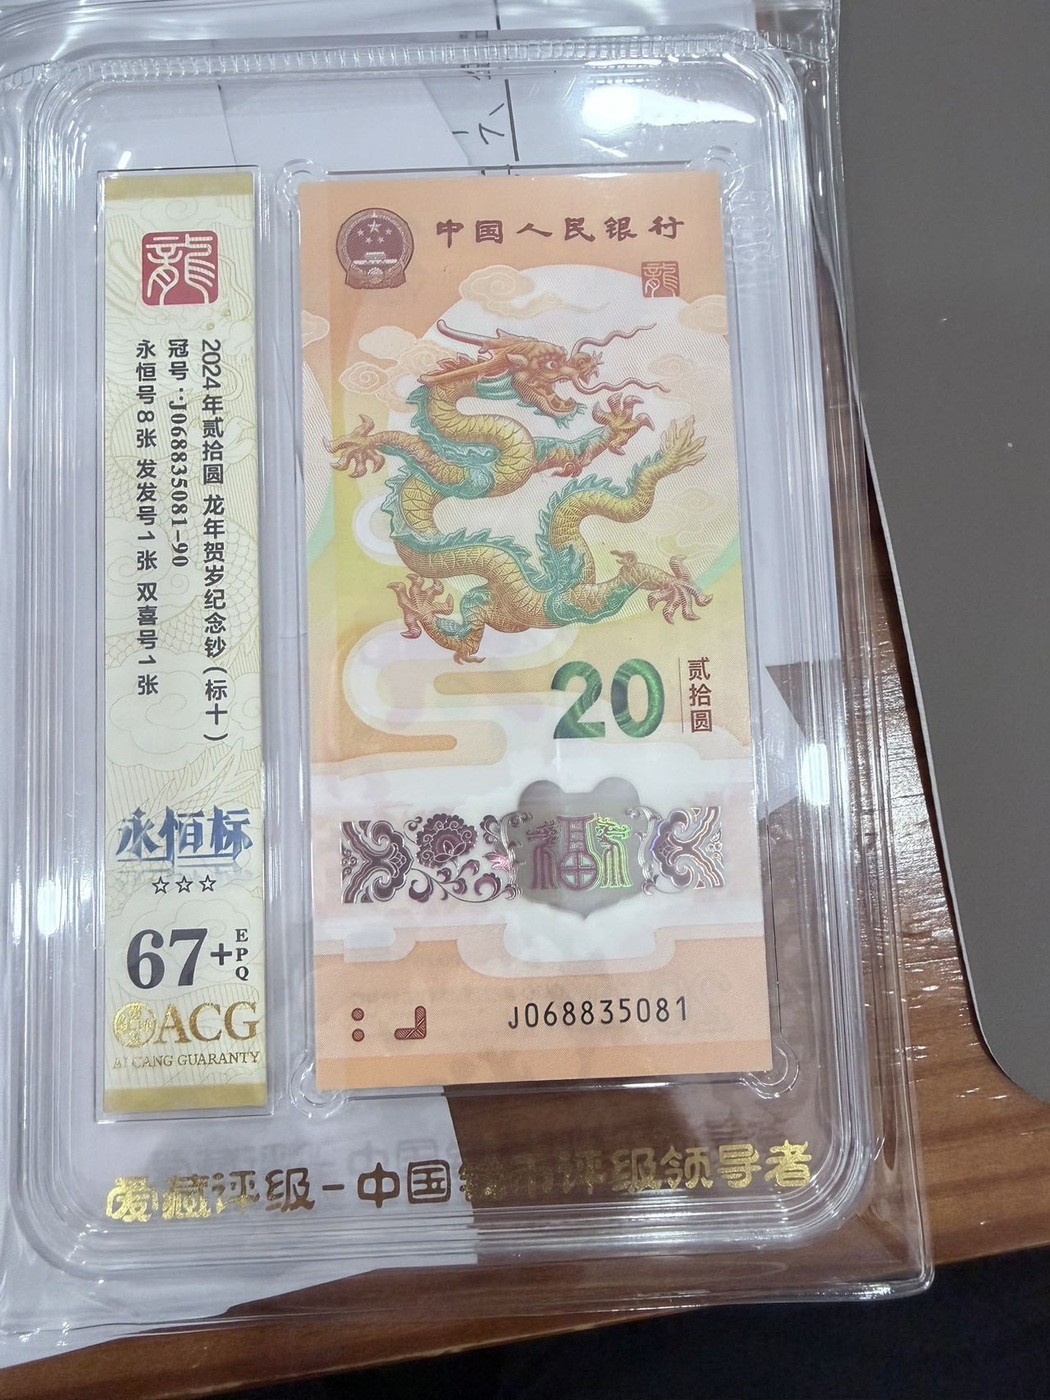 龍
2024年贰拾圆 龙年贺岁纪念钞(标十)
冠号:J068835081-90
永恒号8张 发发号1张 双喜号1张
永恒标
☆☆☆
67+EPQ
ACG
AI CANG GUARANTY
中国人民银行
龍
20
贰拾圆
福
J068835081
爱藏评级-中国钱币评级领导者